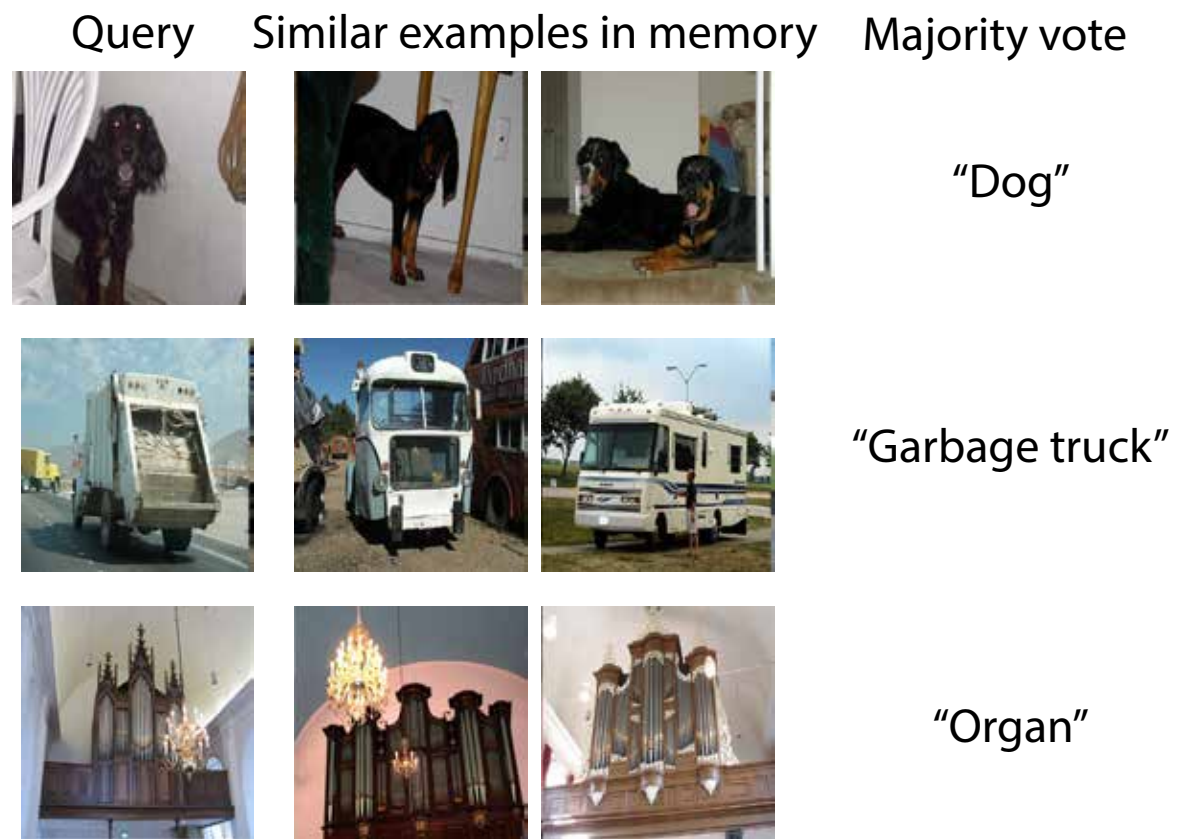 Query Similar examples in memory Majority vote
“Dog”
“Garbage truck”
“Organ”